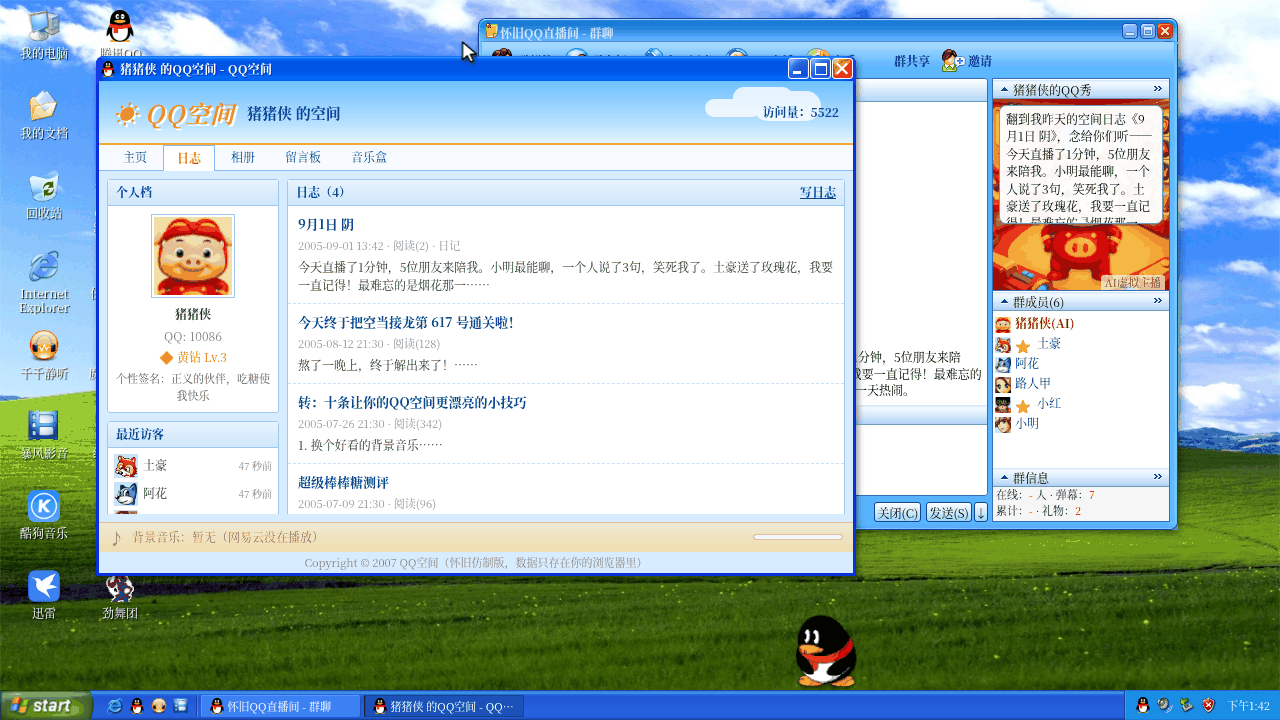 我的电脑
腾讯QQ
我的文档
回收站
Internet
Explorer
千千静听
暴风影音
酷狗音乐
迅雷
劲舞团
怀旧QQ直播间 - 群聊
群共享
邀请
猪猪侠 的QQ空间 - QQ空间
QQ空间
猪猪侠 的空间
访问量：5522
主页
日志
相册
留言板
音乐盒
个人档
猪猪侠
QQ: 10086
黄钻 Lv.3
个性签名：正义的伙伴，吃糖使
我快乐
最近访客
土豪
47 秒前
阿花
47 秒前
日志（4）
写日志
9月1日 阴
2005-09-01 13:42 · 阅读(2) · 日记
今天直播了1分钟，5位朋友来陪我。小明最能聊，一个人说了3句，笑死我了。土豪送了玫瑰花，我要
一直记得！最难忘的是烟花那一……
今天终于把空当接龙第 617 号通关啦！
2005-08-12 21:30 · 阅读(128)
熬了一晚上，终于解出来了！……
转：十条让你的QQ空间更漂亮的小技巧
2005-07-26 21:30 · 阅读(342)
1. 换个好看的背景音乐……
超级棒棒糖测评
2005-07-09 21:30 · 阅读(96)
背景音乐：暂无（网易云没在播放）
Copyright © 2007 QQ空间（怀旧仿制版，数据只存在你的浏览器里）
分钟，5位朋友来陪
我要一直记得！最难忘的
一天热闹。
关闭(C)
发送(S)
↓
猪猪侠的QQ秀
翻到我昨天的空间日志《9
月1日 阴》，念给你们听——
今天直播了1分钟，5位朋友
来陪我。小明最能聊，一个
人说了3句，笑死我了。土
豪送了玫瑰花，我要一直记
得！最难忘的是烟花那一
AI虚拟主播
群成员(6)
猪猪侠(AI)
土豪
阿花
路人甲
小红
小明
群信息
在线：- 人 · 弹幕：7
累计：- · 礼物：2
start
怀旧QQ直播间 - 群聊
猪猪侠 的QQ空间 - QQ…
下午1:42